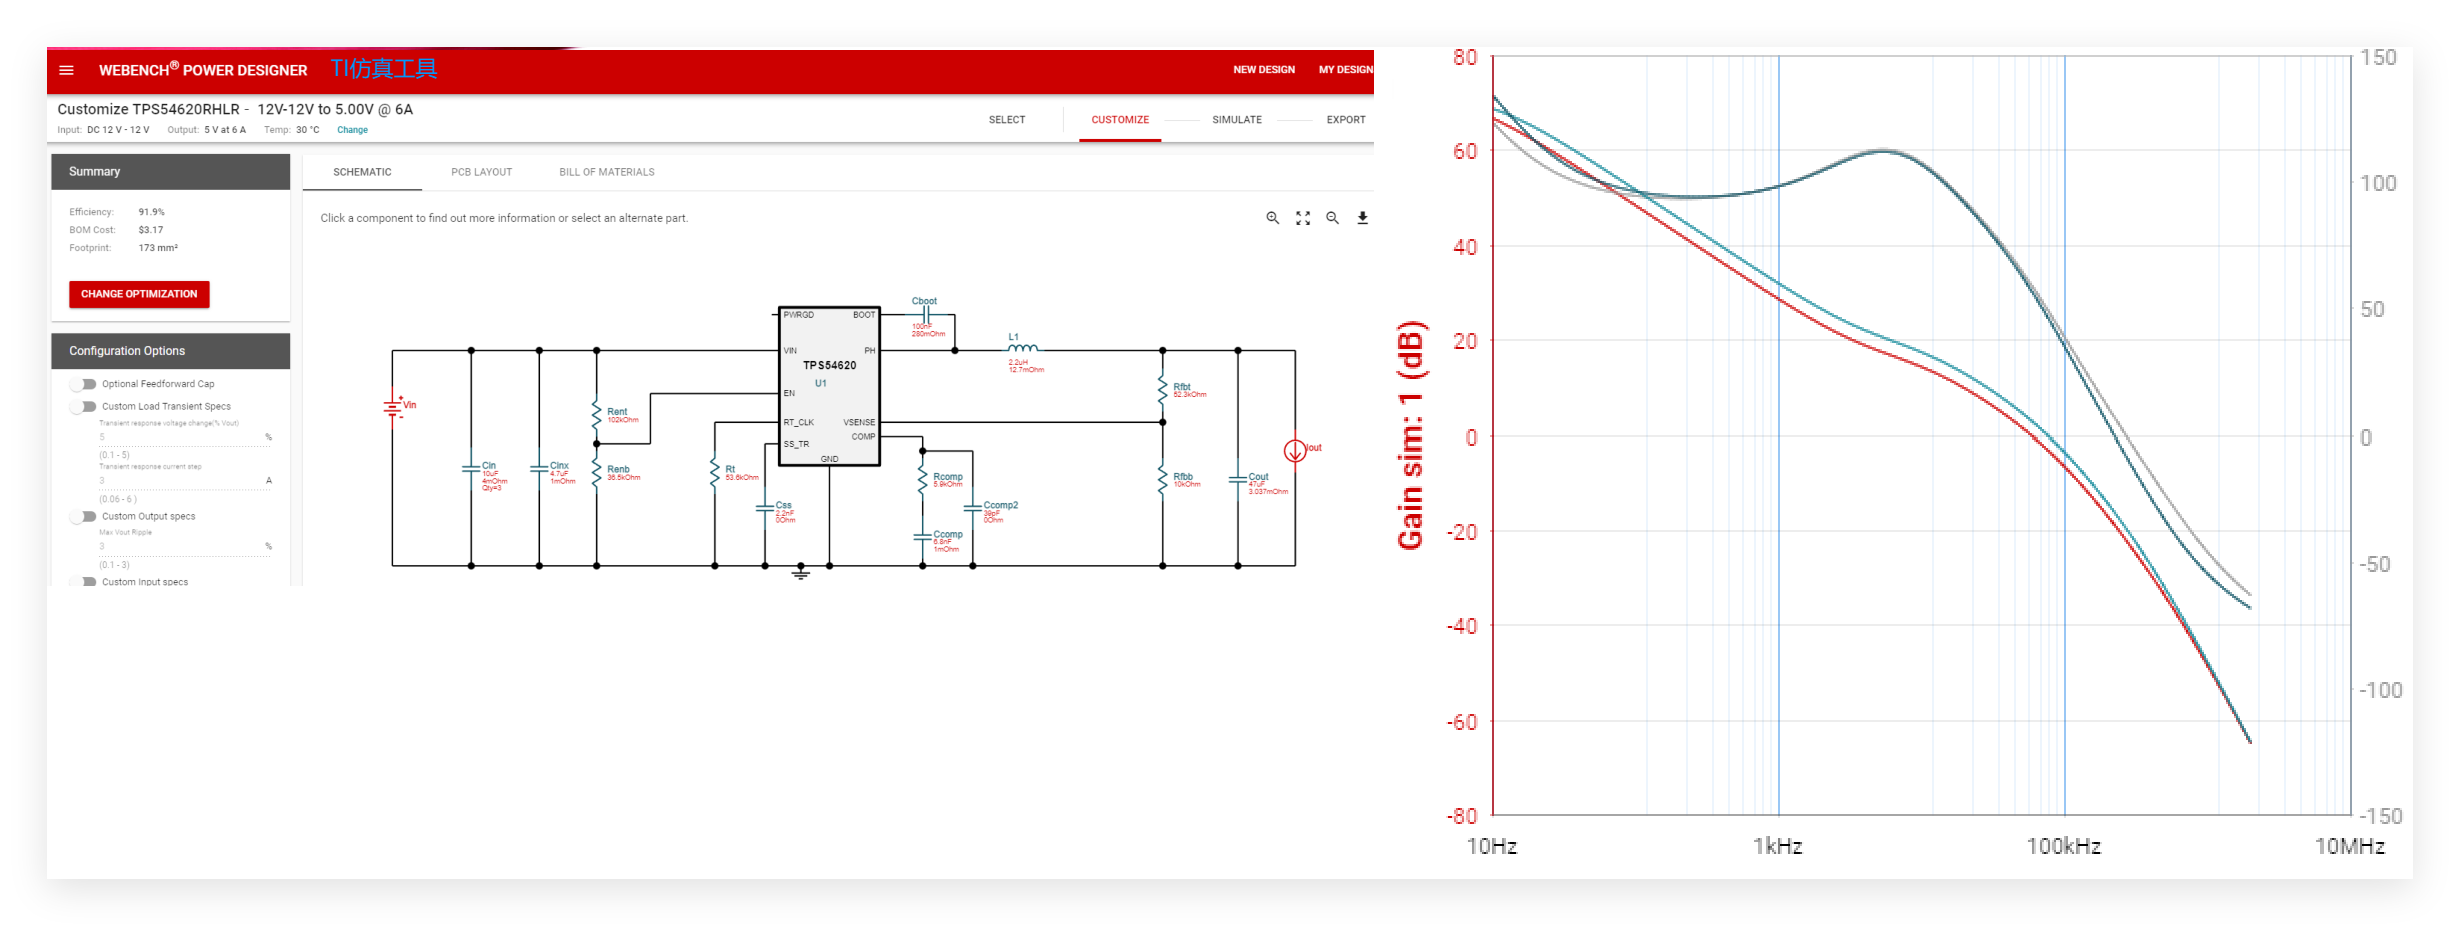 WEBENCH® POWER DESIGNER TI仿真工具
NEW DESIGN MY DESIGN
Customize TPS54620RHLR - 12V-12V to 5.00V @ 6A
Input: DC 12 V - 12 V Output: 5 V at 6 A Temp: 30 °C Change
SELECT CUSTOMIZE SIMULATE EXPORT
Summary
Efficiency: 91.9%
BOM Cost: $3.17
Footprint: 173 mm²
CHANGE OPTIMIZATION
Configuration Options
Optional Feedforward Cap
Custom Load Transient Specs
Transient response voltage change(% Vout)
5 %
(0.1 - 5)
Transient response current step
3 A
(0.06 - 6 )
Custom Output specs
Max Vout Ripple
3 %
(0.1 - 3)
Custom Input specs
SCHEMATIC PCB LAYOUT BILL OF MATERIALS
Click a component to find out more information or select an alternate part.
Vin
Cin
10uF
4mOhm
Qty=3
Cinx
4.7uF
1mOhm
Rent
102kOhm
Renb
36.5kOhm
Rt
53.6kOhm
Css
2.2nF
0Ohm
PWRGD BOOT
VIN PH
TPS54620
U1
EN
RT_CLK VSENSE
COMP
SS_TR
GND
Cboot
100nF
280mOhm
L1
2.2uH
12.7mOhm
Rcomp
5.9kOhm
Ccomp
6.8nF
1mOhm
Ccomp2
39pF
0Ohm
Rfbt
52.3kOhm
Rfbb
10kOhm
Cout
47uF
3.037mOhm
Iout
Gain sim: 1 (dB)
80
60
40
20
0
-20
-40
-60
-80
150
100
50
0
-50
-100
-150
10Hz 1kHz 100kHz 10MHz